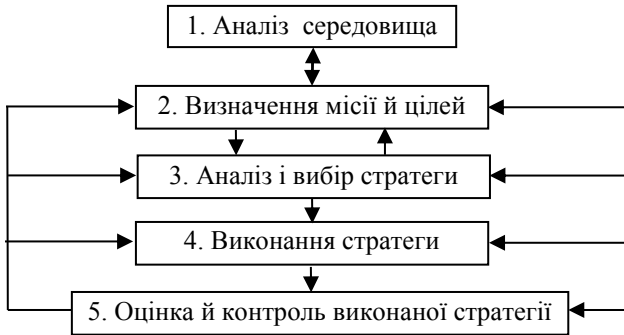 1. Аналіз середовища
2. Визначення місії й цілей
3. Аналіз і вибір стратеги
4. Виконання стратеги
5. Оцінка й контроль виконаної стратегії